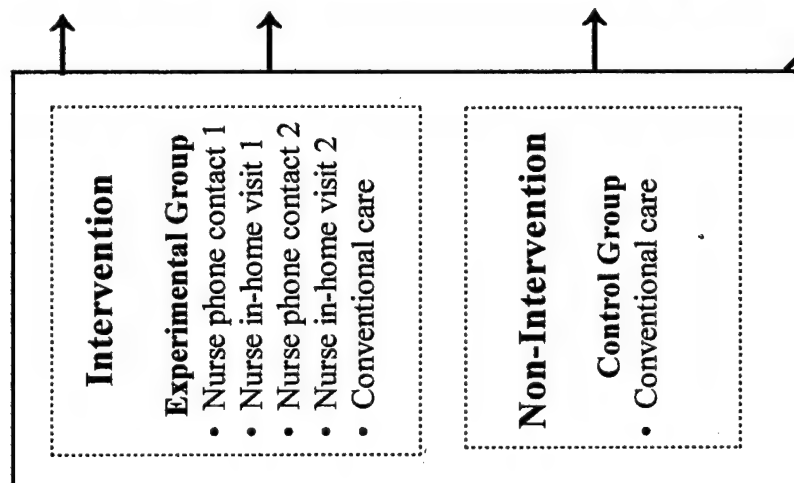 Intervention
Experimental Group
• Nurse phone contact 1
• Nurse in-home visit 1
• Nurse phone contact 2
• Nurse in-home visit 2
• Conventional care
Non-Intervention
Control Group
• Conventional care